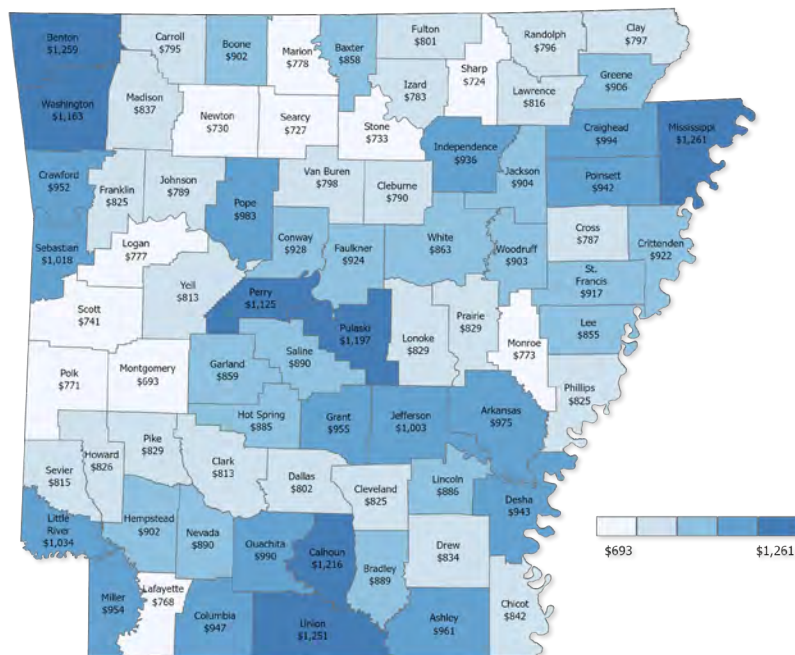 Benton
$1,259
Carroll
$795
Boone
$902
Marion
$778
Baxter
$858
Fulton
$801
Randolph
$796
Clay
$797
Sharp
$724
Izard
$783
Greene
$906
Lawrence
$816
Washington
$1,163
Madison
$837
Newton
$730
Searcy
$727
Stone
$733
Independence
$936
Craighead
$994
Mississippi
$1,261
Crawford
$952
Franklin
$825
Johnson
$789
Pope
$983
Van Buren
$798
Cleburne
$790
Jackson
$904
Poinsett
$942
Sebastian
$1,018
Logan
$777
Conway
$928
Faulkner
$924
White
$863
Woodruff
$903
Cross
$787
Crittenden
$922
St.
Francis
$917
Scott
$741
Yell
$813
Perry
$1,125
Pulaski
$1,197
Lonoke
$829
Prairie
$829
Monroe
$773
Lee
$855
Polk
$771
Montgomery
$693
Garland
$859
Saline
$890
Phillips
$825
Hot Spring
$885
Grant
$955
Jefferson
$1,003
Arkansas
$975
Sevier
$815
Howard
$826
Pike
$829
Clark
$813
Dallas
$802
Cleveland
$825
Lincoln
$886
Desha
$943
Little
River
$1,034
Hempstead
$902
Nevada
$890
Ouachita
$990
Calhoun
$1,216
Bradley
$889
Drew
$834
Miller
$954
Lafayette
$768
Columbia
$947
Union
$1,251
Ashley
$961
Chicot
$842
$693
$1,261